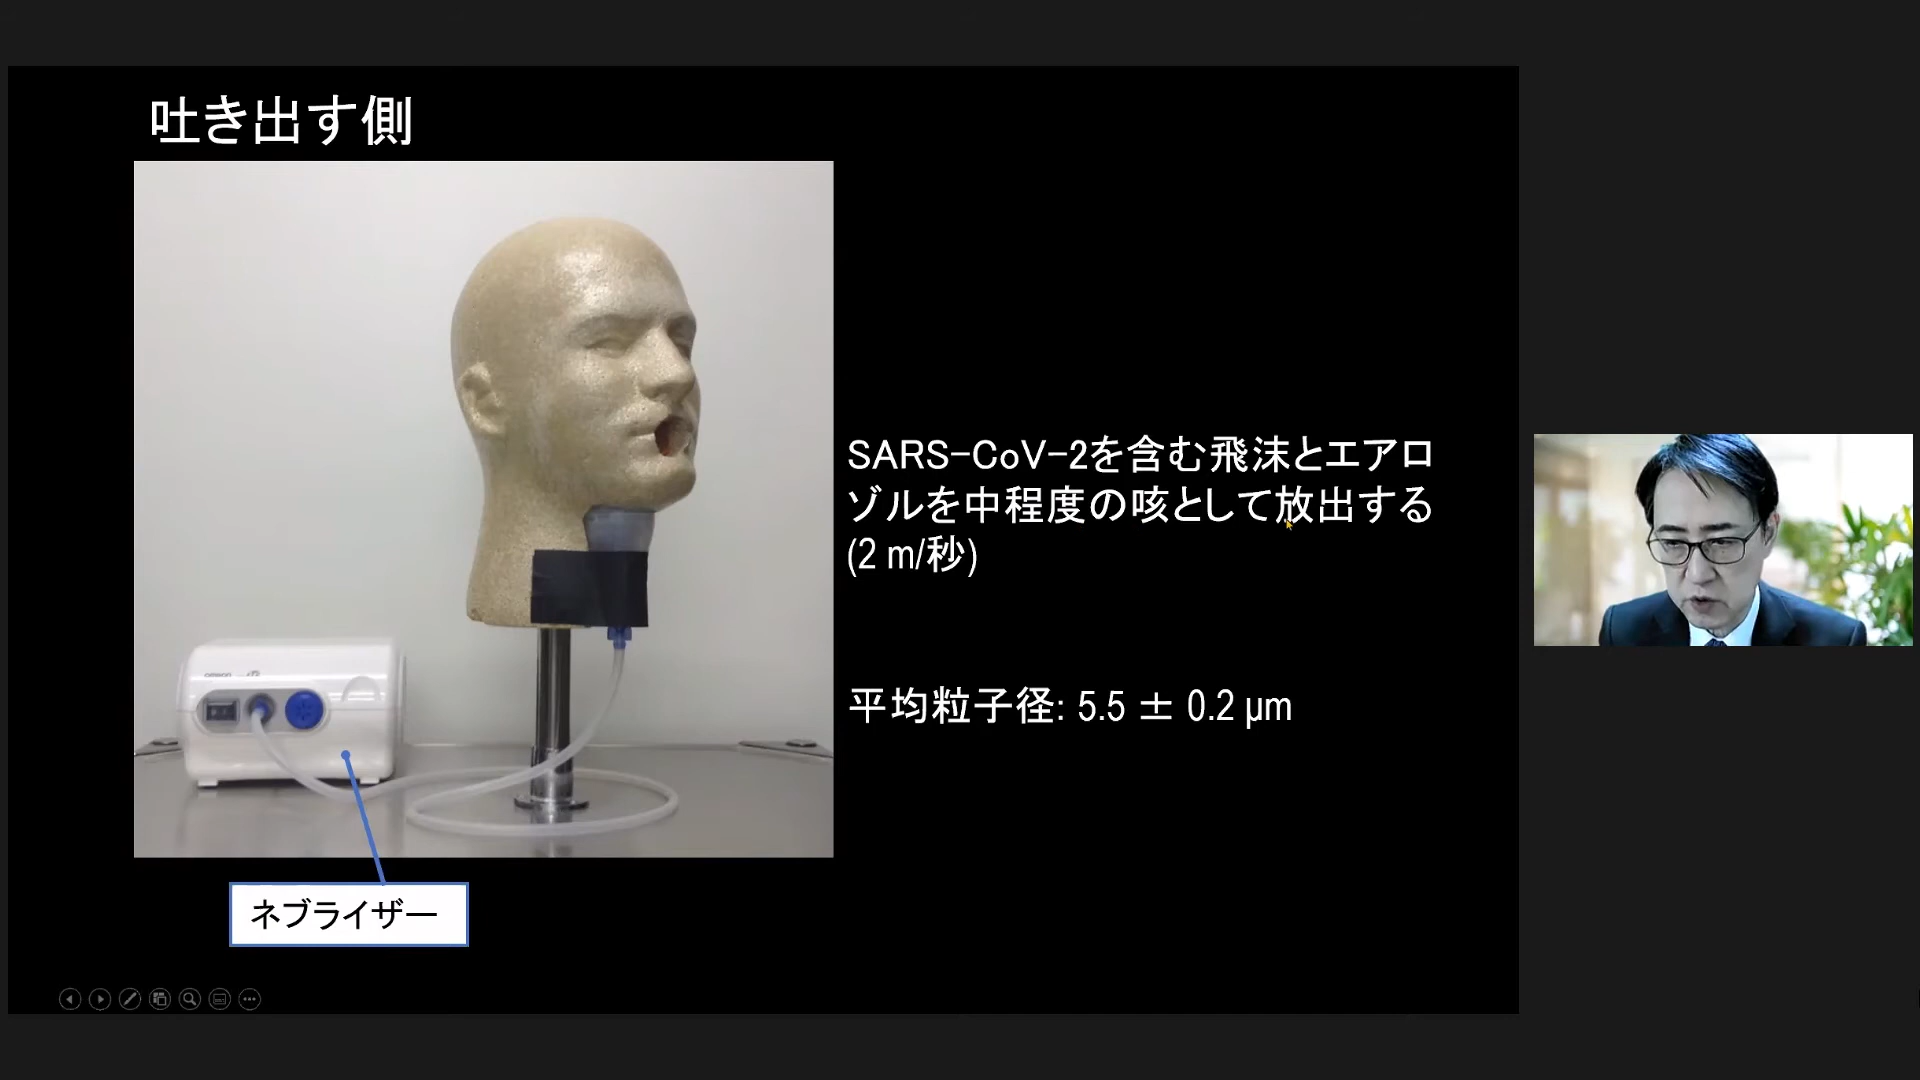 吐き出す側
SARS-CoV-2を含む飛沫とエアロ
ゾルを中程度の咳として放出する
(2 m/秒)
平均粒子径: 5.5 ± 0.2 µm
ネブライザー